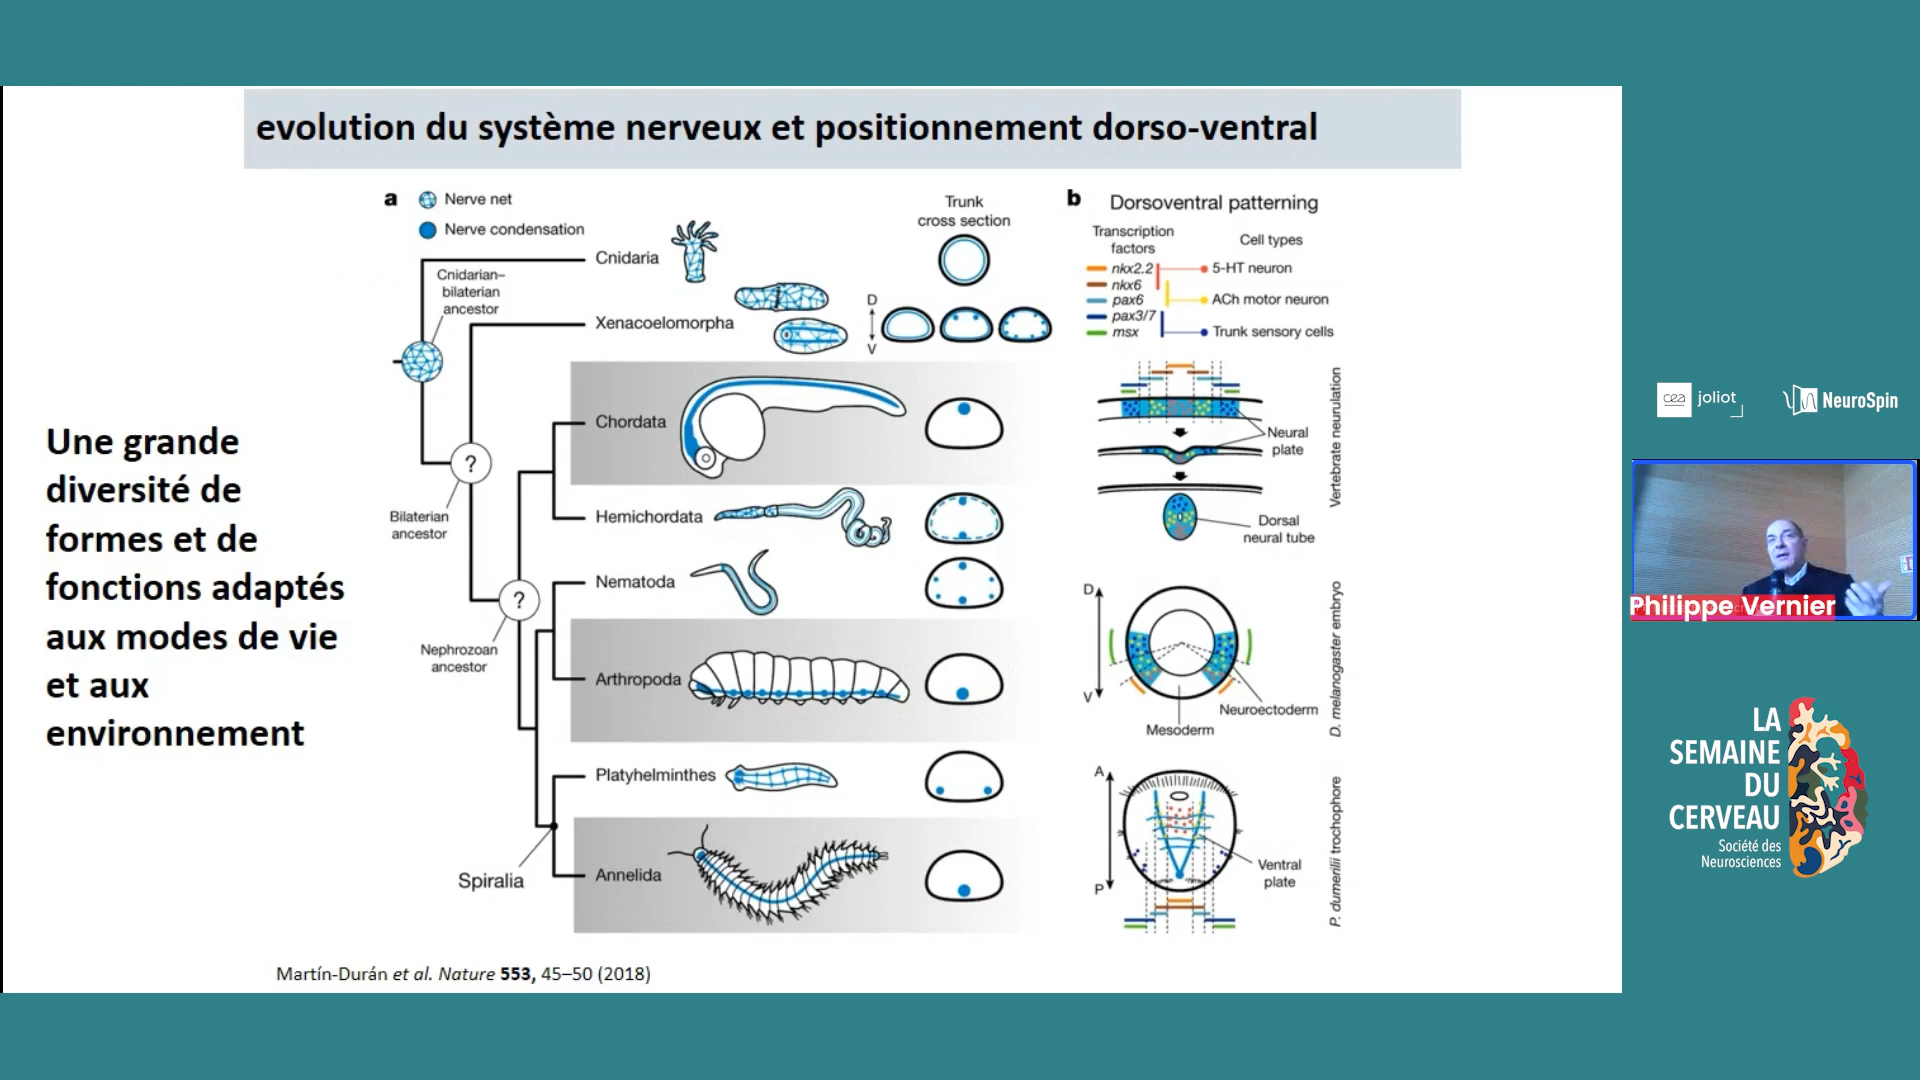 evolution du système nerveux et positionnement dorso-ventral
Une grande
diversité de
formes et de
fonctions adaptés
aux modes de vie
et aux
environnement
a
Nerve net
Nerve condensation
Trunk
cross section
Cnidaria
Cnidarian–
bilaterian
ancestor
Xenacoelomorpha
D
V
Chordata
?
Bilaterian
ancestor
Hemichordata
Nematoda
?
Nephrozoan
ancestor
Arthropoda
Platyhelminthes
Spiralia
Annelida
b
Dorsoventral patterning
Transcription
factors
Cell types
nkx2.2
nkx6
pax6
pax3/7
msx
5-HT neuron
ACh motor neuron
Trunk sensory cells
Neural
plate
Dorsal
neural tube
Vertebrate neurulation
D
V
Neuroectoderm
Mesoderm
D. melanogaster embryo
A
P
Ventral
plate
P. dumerilii trochophore
Martín-Durán et al. Nature 553, 45–50 (2018)
cea joliot
NeuroSpin
Philippe Vernier
LA
SEMAINE
DU
CERVEAU
Société des
Neurosciences